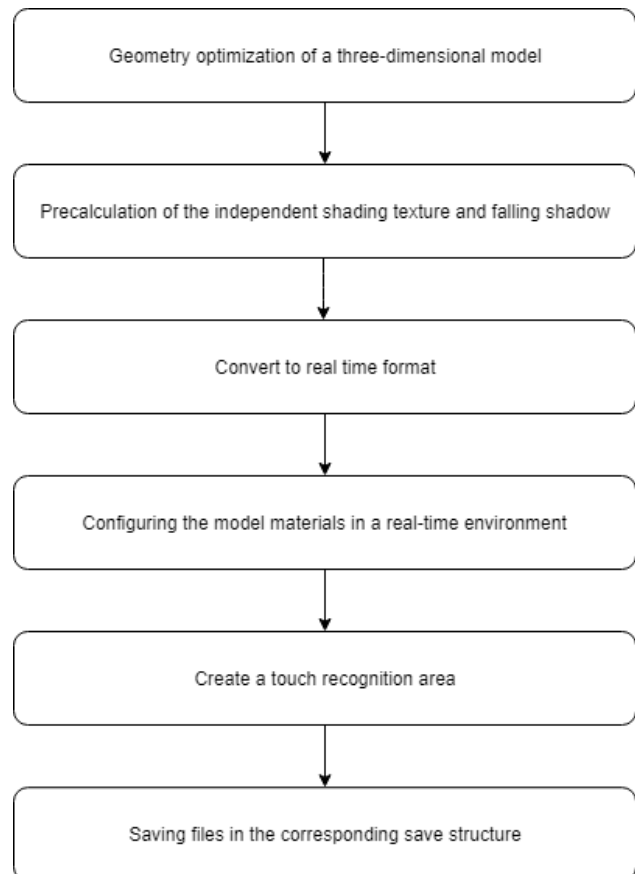 Geometry optimization of a three-dimensional model
Precalculation of the independent shading texture and falling shadow
Convert to real time format
Configuring the model materials in a real-time environment
Create a touch recognition area
Saving files in the corresponding save structure